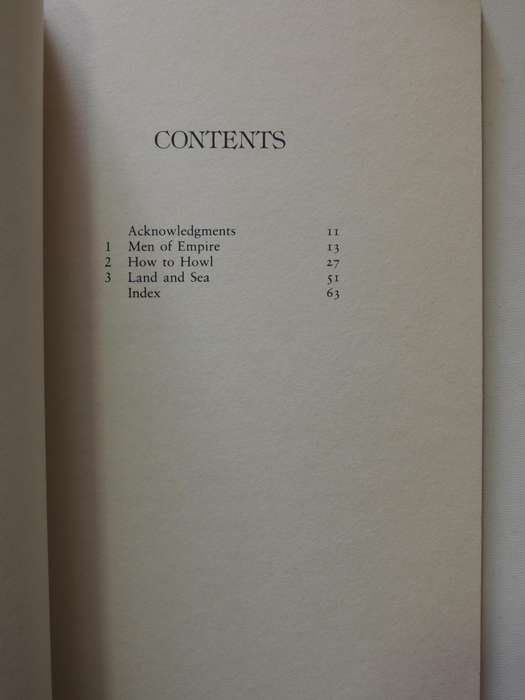 CONTENTS
Acknowledgments 11
1 Men of Empire 13
2 How to Howl 27
3 Land and Sea 51
Index 63